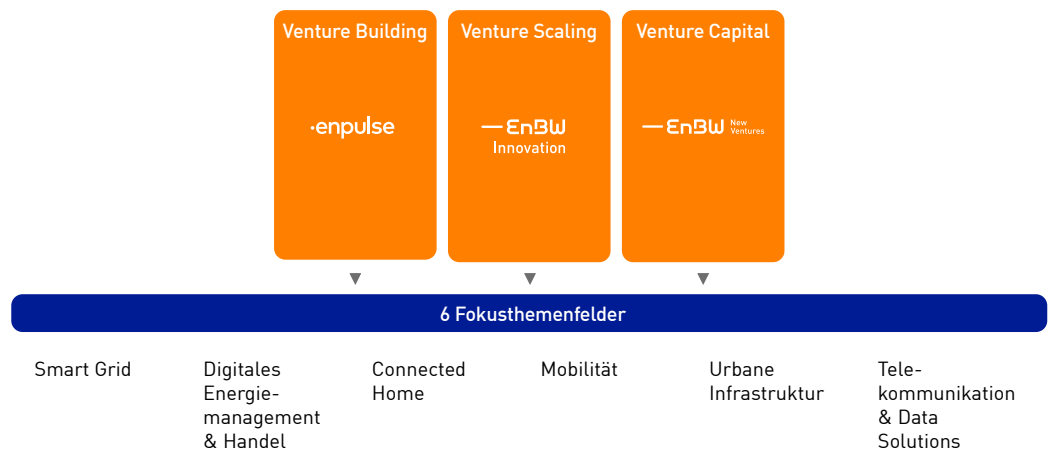 Venture Building
Venture Scaling
Venture Capital
enpulse
EnBW
Innovation
EnBW New
Ventures
6 Fokusthemenfelder
Smart Grid
Digitales
Energie-
management
& Handel
Connected
Home
Mobilität
Urbane
Infrastruktur
Tele-
kommunikation
& Data
Solutions